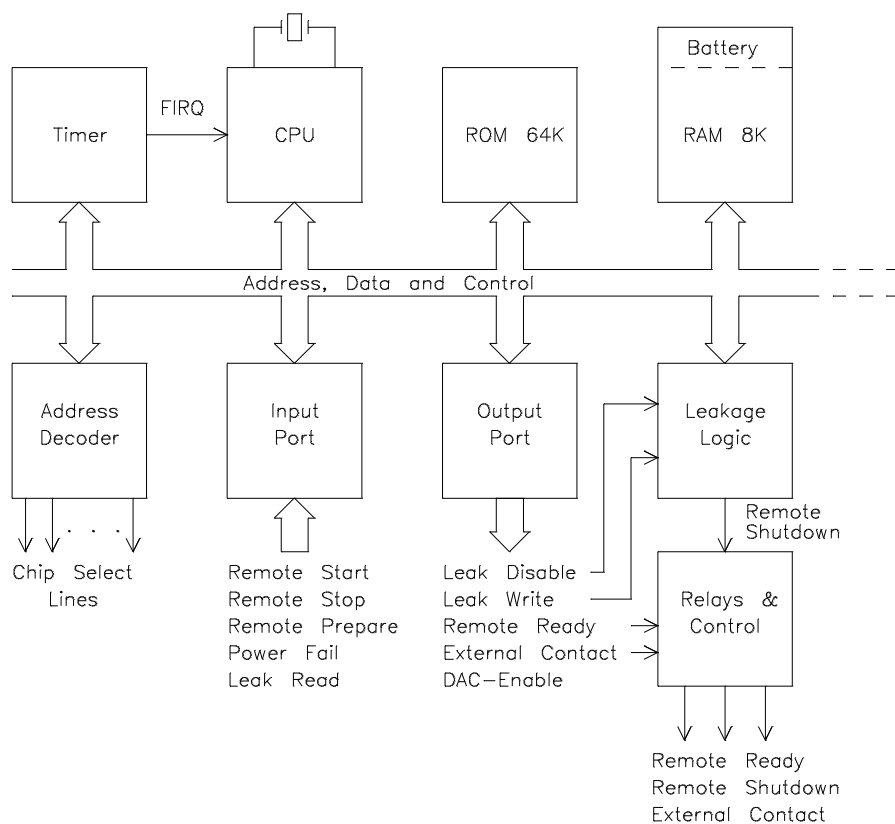 Battery
FIRQ
Timer
CPU
ROM 64K
RAM 8K
Address, Data and Control
Address
Decoder
Input
Port
Output
Port
Leakage
Logic
Remote
Shutdown
Chip Select
Lines
Remote Start
Remote Stop
Remote Prepare
Power Fail
Leak Read
Leak Disable
Leak Write
Remote Ready
External Contact
DAC-Enable
Relays &
Control
Remote Ready
Remote Shutdown
External Contact